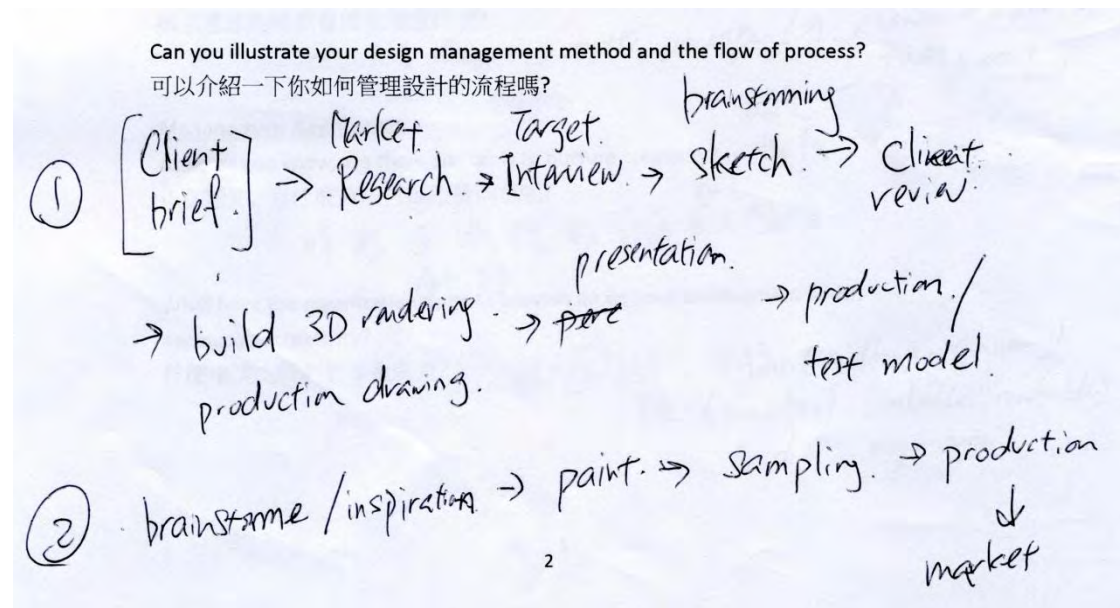 Can you illustrate your design management method and the flow of process?
可以介紹一下你如何管理設計的流程嗎?
① [Client brief.] → Market Research → Target Interview. → brainstorming sketch. → client review.
→ build 3D rendering. production drawing. → presentation. → production / test model.
② brainstorme / inspiration → paint. → sampling. → production
↓
market
2